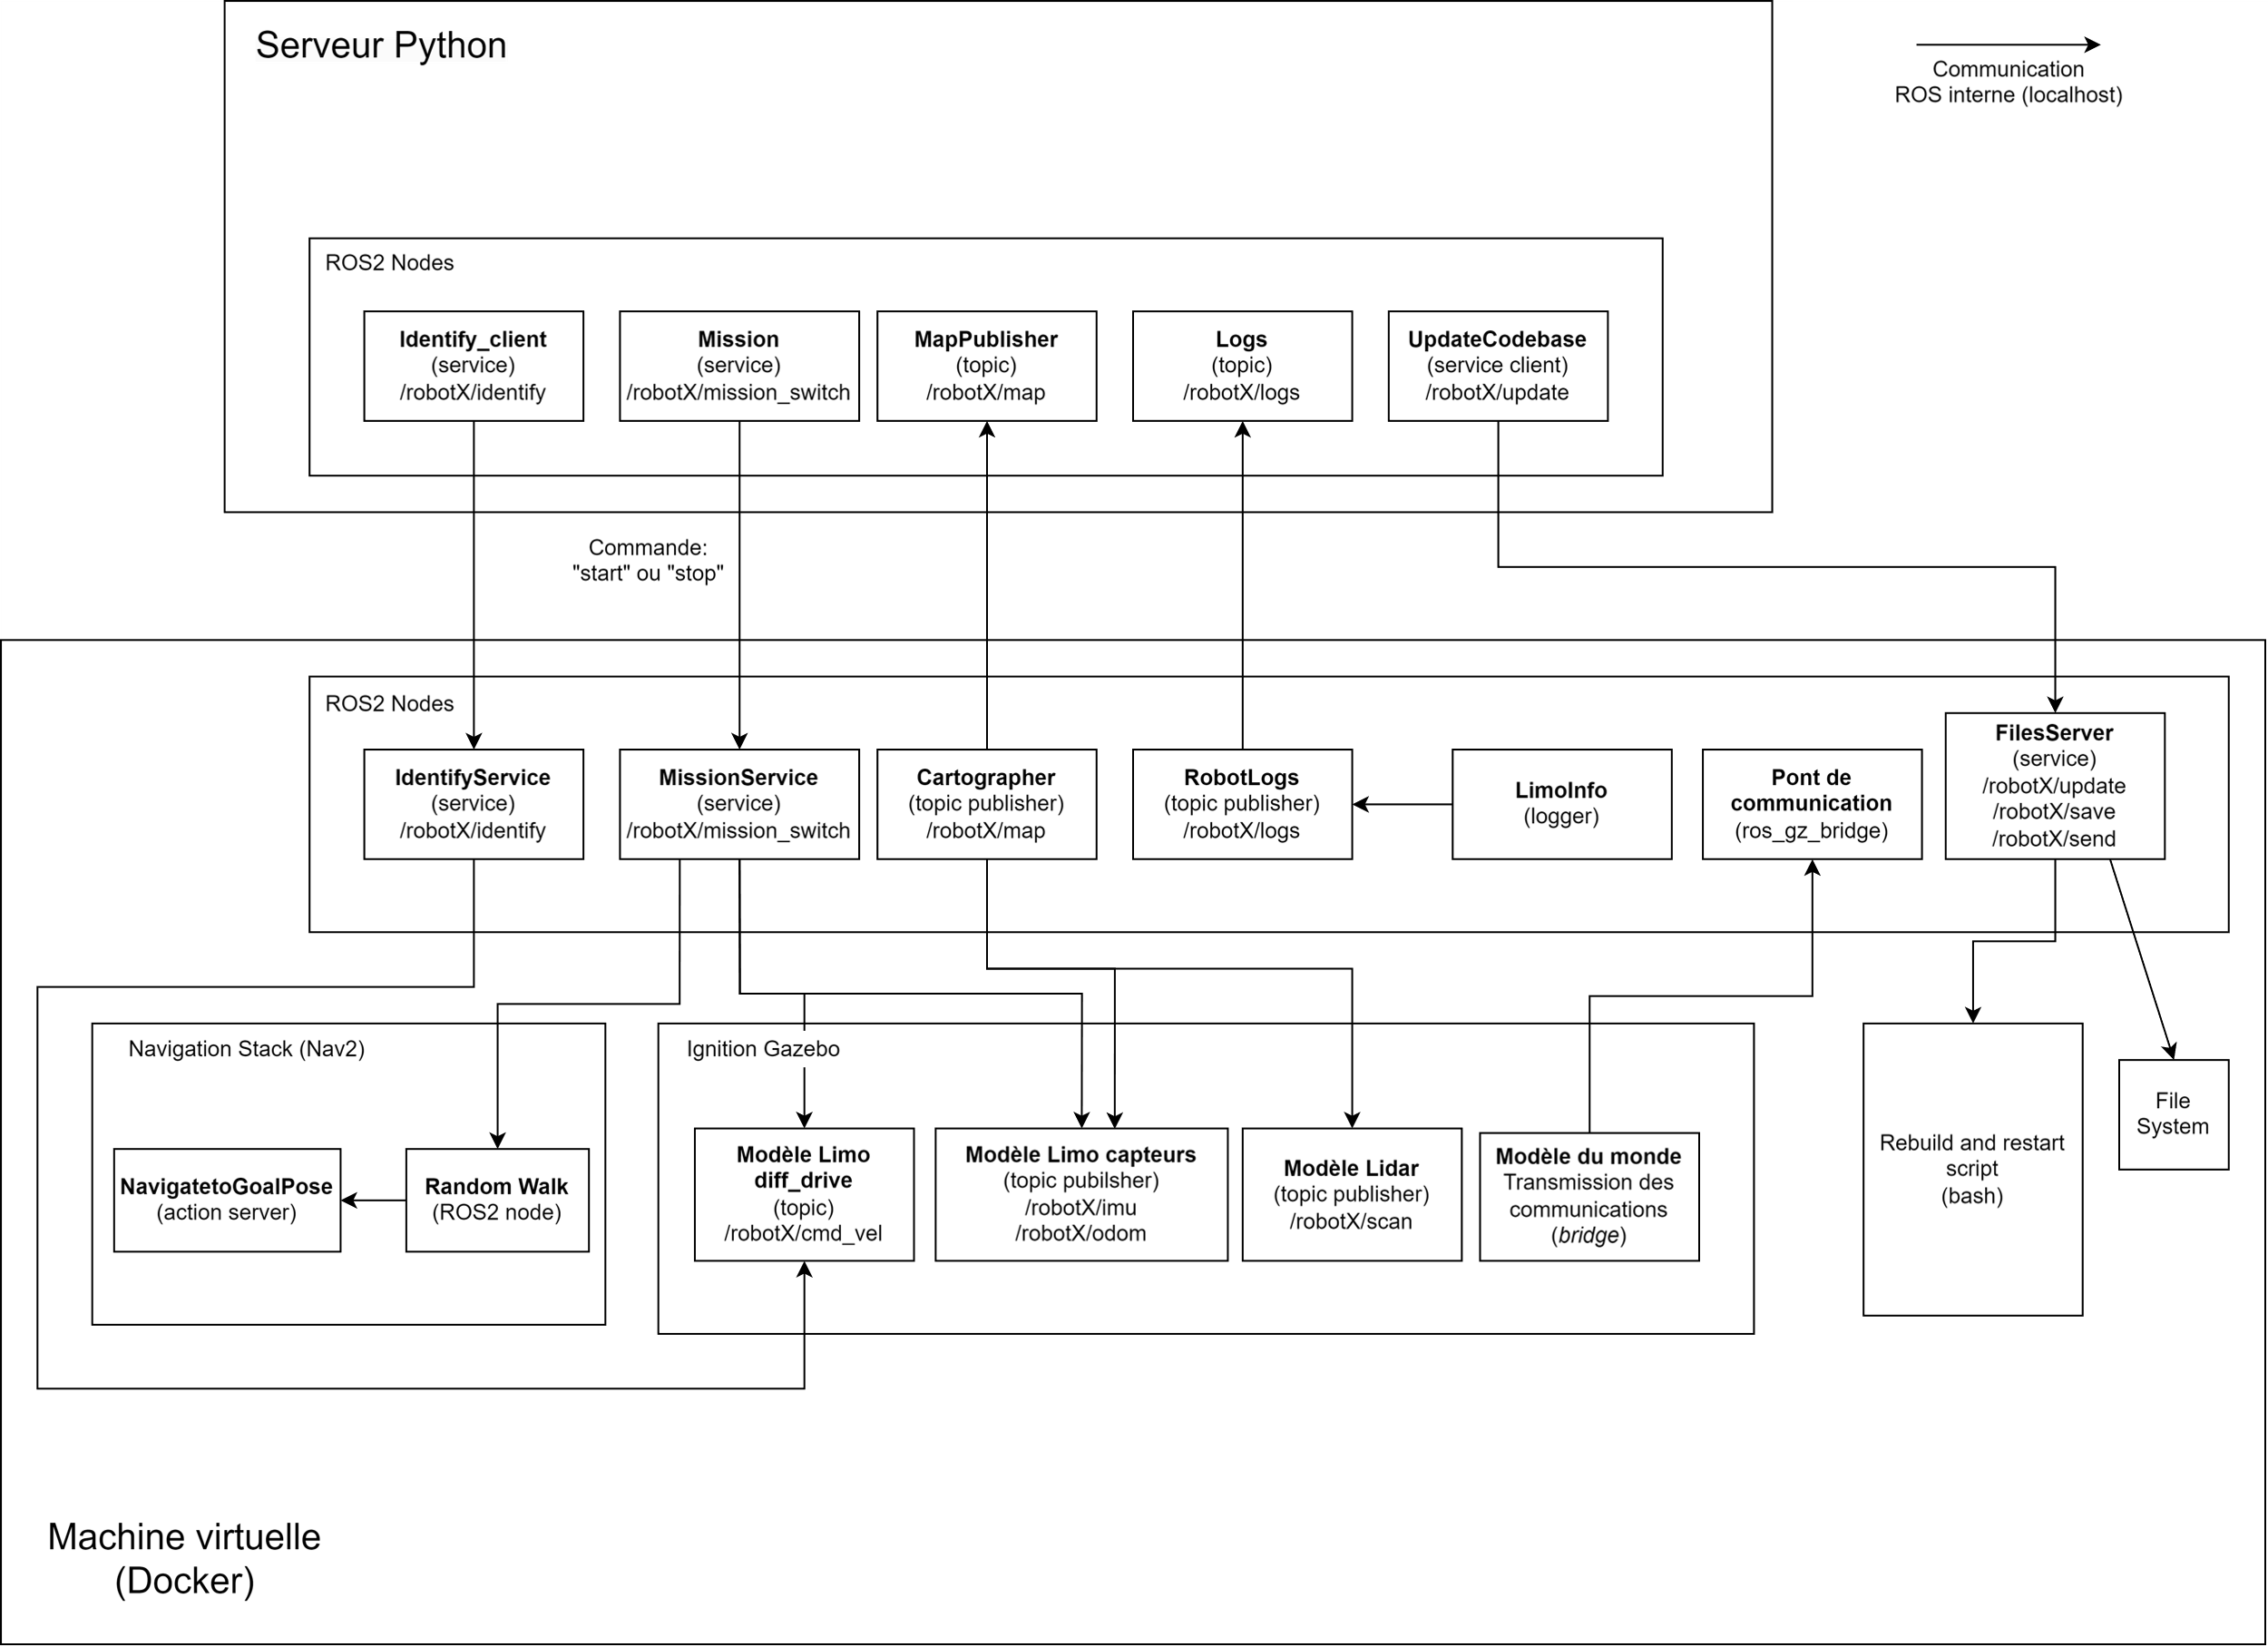 Serveur Python
Communication
ROS interne (localhost)
ROS2 Nodes
Identify_client
(service)
/robotX/identify
Mission
(service)
/robotX/mission_switch
MapPublisher
(topic)
/robotX/map
Logs
(topic)
/robotX/logs
UpdateCodebase
(service client)
/robotX/update
Commande:
"start" ou "stop"
ROS2 Nodes
IdentifyService
(service)
/robotX/identify
MissionService
(service)
/robotX/mission_switch
Cartographer
(topic publisher)
/robotX/map
RobotLogs
(topic publisher)
/robotX/logs
LimoInfo
(logger)
Pont de
communication
(ros_gz_bridge)
FilesServer
(service)
/robotX/update
/robotX/save
/robotX/send
Navigation Stack (Nav2)
NavigatetoGoalPose
(action server)
Random Walk
(ROS2 node)
Ignition Gazebo
Modèle Limo
diff_drive
(topic)
/robotX/cmd_vel
Modèle Limo capteurs
(topic pubilsher)
/robotX/imu
/robotX/odom
Modèle Lidar
(topic publisher)
/robotX/scan
Modèle du monde
Transmission des
communications
(bridge)
Rebuild and restart
script
(bash)
File
System
Machine virtuelle
(Docker)